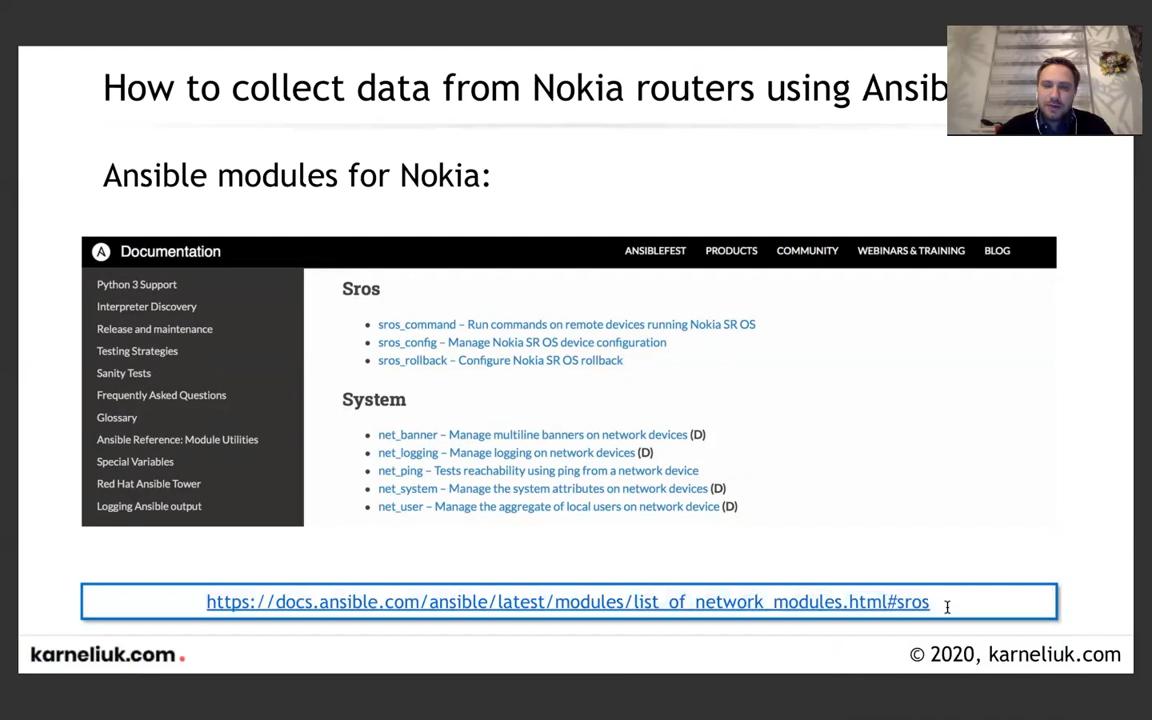 How to collect data from Nokia routers using Ansib
Ansible modules for Nokia:
A Documentation
ANSIBLEFEST PRODUCTS COMMUNITY WEBINARS & TRAINING BLOG
Python 3 Support
Interpreter Discovery
Release and maintenance
Testing Strategies
Sanity Tests
Frequently Asked Questions
Glossary
Ansible Reference: Module Utilities
Special Variables
Red Hat Ansible Tower
Logging Ansible output
Sros
sros_command – Run commands on remote devices running Nokia SR OS
sros_config – Manage Nokia SR OS device configuration
sros_rollback – Configure Nokia SR OS rollback
System
net_banner – Manage multiline banners on network devices (D)
net_logging – Manage logging on network devices (D)
net_ping – Tests reachability using ping from a network device
net_system – Manage the system attributes on network devices (D)
net_user – Manage the aggregate of local users on network device (D)
https://docs.ansible.com/ansible/latest/modules/list_of_network_modules.html#sros
karneliuk.com.
© 2020, karneliuk.com